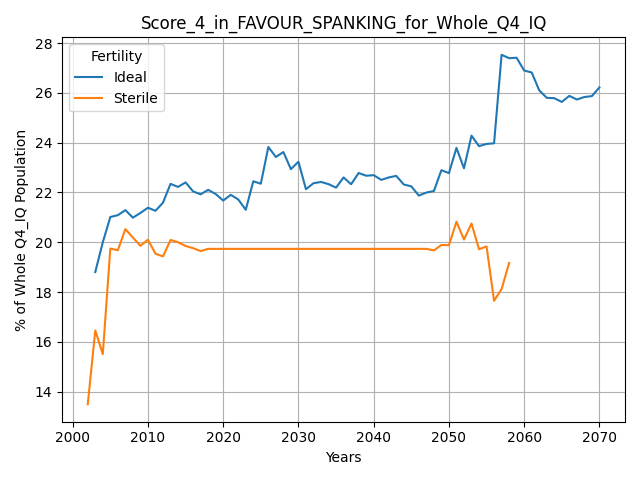 Score_4_in_FAVOUR_SPANKING_for_Whole_Q4_IQ
Fertility
Ideal
Sterile
% of Whole Q4_IQ Population
28
26
24
22
20
18
16
14
2000 2010 2020 2030 2040 2050 2060 2070
Years